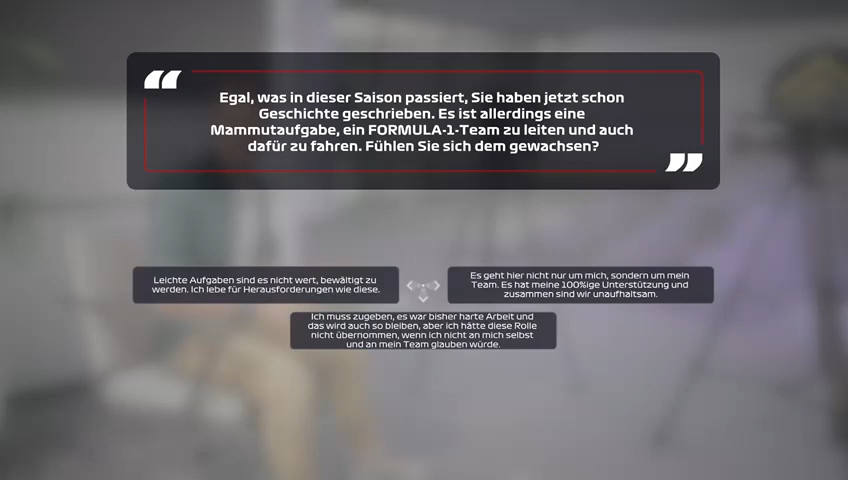 Egal, was in dieser Saison passiert, Sie haben jetzt schon
Geschichte geschrieben. Es ist allerdings eine
Mammutaufgabe, ein FORMULA-1-Team zu leiten und auch
dafür zu fahren. Fühlen Sie sich dem gewachsen?
Leichte Aufgaben sind es nicht wert, bewältigt zu
werden. Ich lebe für Herausforderungen wie diese.
Es geht hier nicht nur um mich, sondern um mein
Team. Es hat meine 100%ige Unterstützung und
zusammen sind wir unaufhaltsam.
Ich muss zugeben, es war bisher harte Arbeit und
das wird auch so bleiben, aber ich hätte diese Rolle
nicht übernommen, wenn ich nicht an mich selbst
und an mein Team glauben würde.